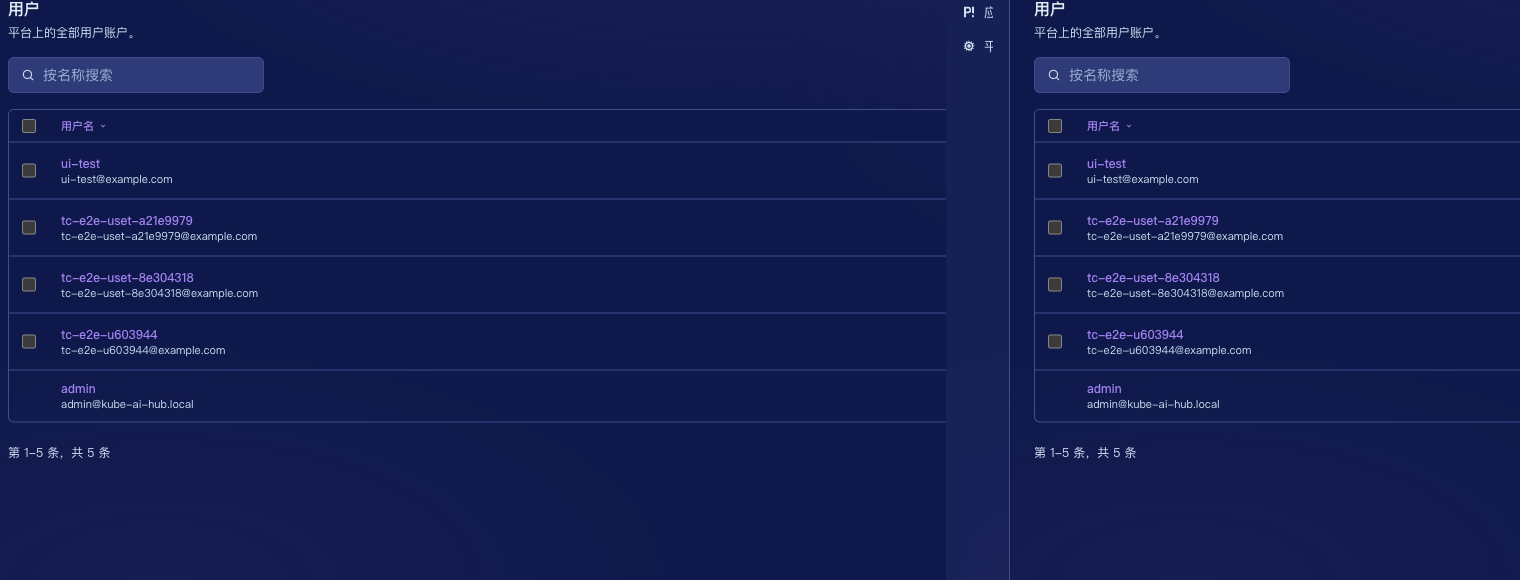 用户
平台上的全部用户账户。
按名称搜索
用户名
ui-test
ui-test@example.com
tc-e2e-uset-a21e9979
tc-e2e-uset-a21e9979@example.com
tc-e2e-uset-8e304318
tc-e2e-uset-8e304318@example.com
tc-e2e-u603944
tc-e2e-u603944@example.com
admin
admin@kube-ai-hub.local
第 1-5 条，共 5 条
P!
用户
平台上的全部用户账户。
按名称搜索
用户名
ui-test
ui-test@example.com
tc-e2e-uset-a21e9979
tc-e2e-uset-a21e9979@example.com
tc-e2e-uset-8e304318
tc-e2e-uset-8e304318@example.com
tc-e2e-u603944
tc-e2e-u603944@example.com
admin
admin@kube-ai-hub.local
第 1-5 条，共 5 条